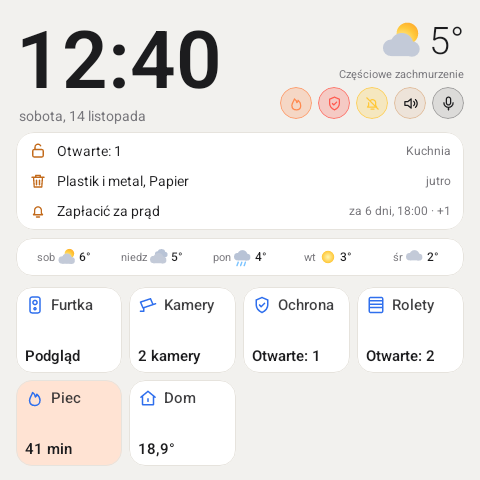 12:40
5°
Częściowe zachmurzenie
sobota, 14 listopada
Otwarte: 1 Kuchnia
Plastik i metal, Papier jutro
Zapłacić za prąd za 6 dni, 18:00 · +1
sob 6° niedz 5° pon 4° wt 3° śr 2°
Furtka Kamery Ochrona Rolety
Podgląd 2 kamery Otwarte: 1 Otwarte: 2
Piec Dom
41 min 18,9°